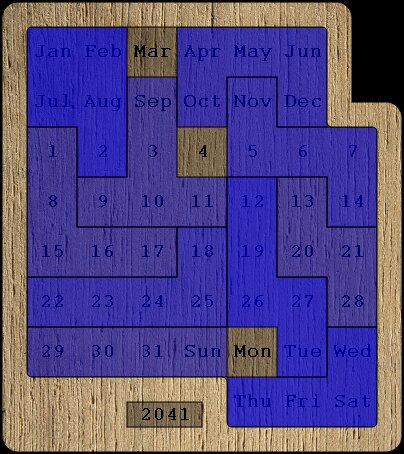 Jan Feb Mar Apr May Jun
Jul Aug Sep Oct Nov Dec
1 2 3 4 5 6 7
8 9 10 11 12 13 14
15 16 17 18 19 20 21
22 23 24 25 26 27 28
29 30 31 Sun Mon Tue Wed
Thu Fri Sat
2041